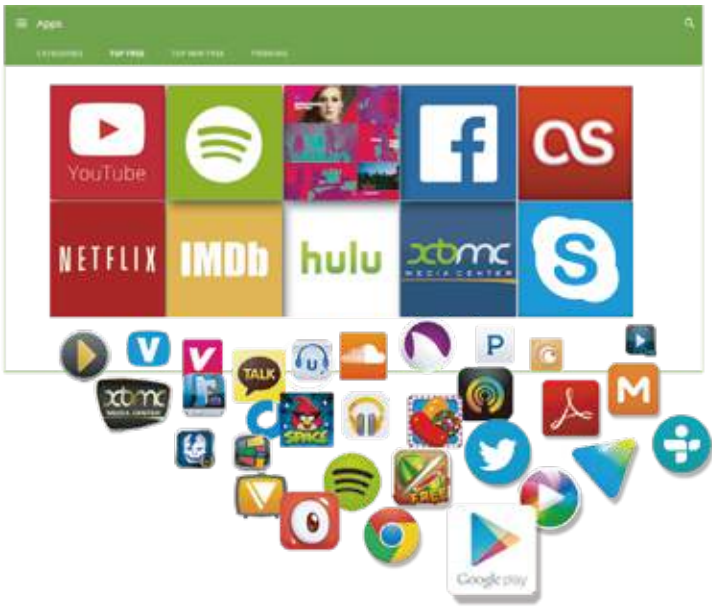 Apps
CATEGORIES TOP FREE TOP NEW FREE TRENDING
YouTube
NETFLIX
IMDb
hulu
xbmc
MEDIA CENTER
S
V
P
TALK
U
xbmc
MEDIA CENTER
SPACE
M
FREE
Google play